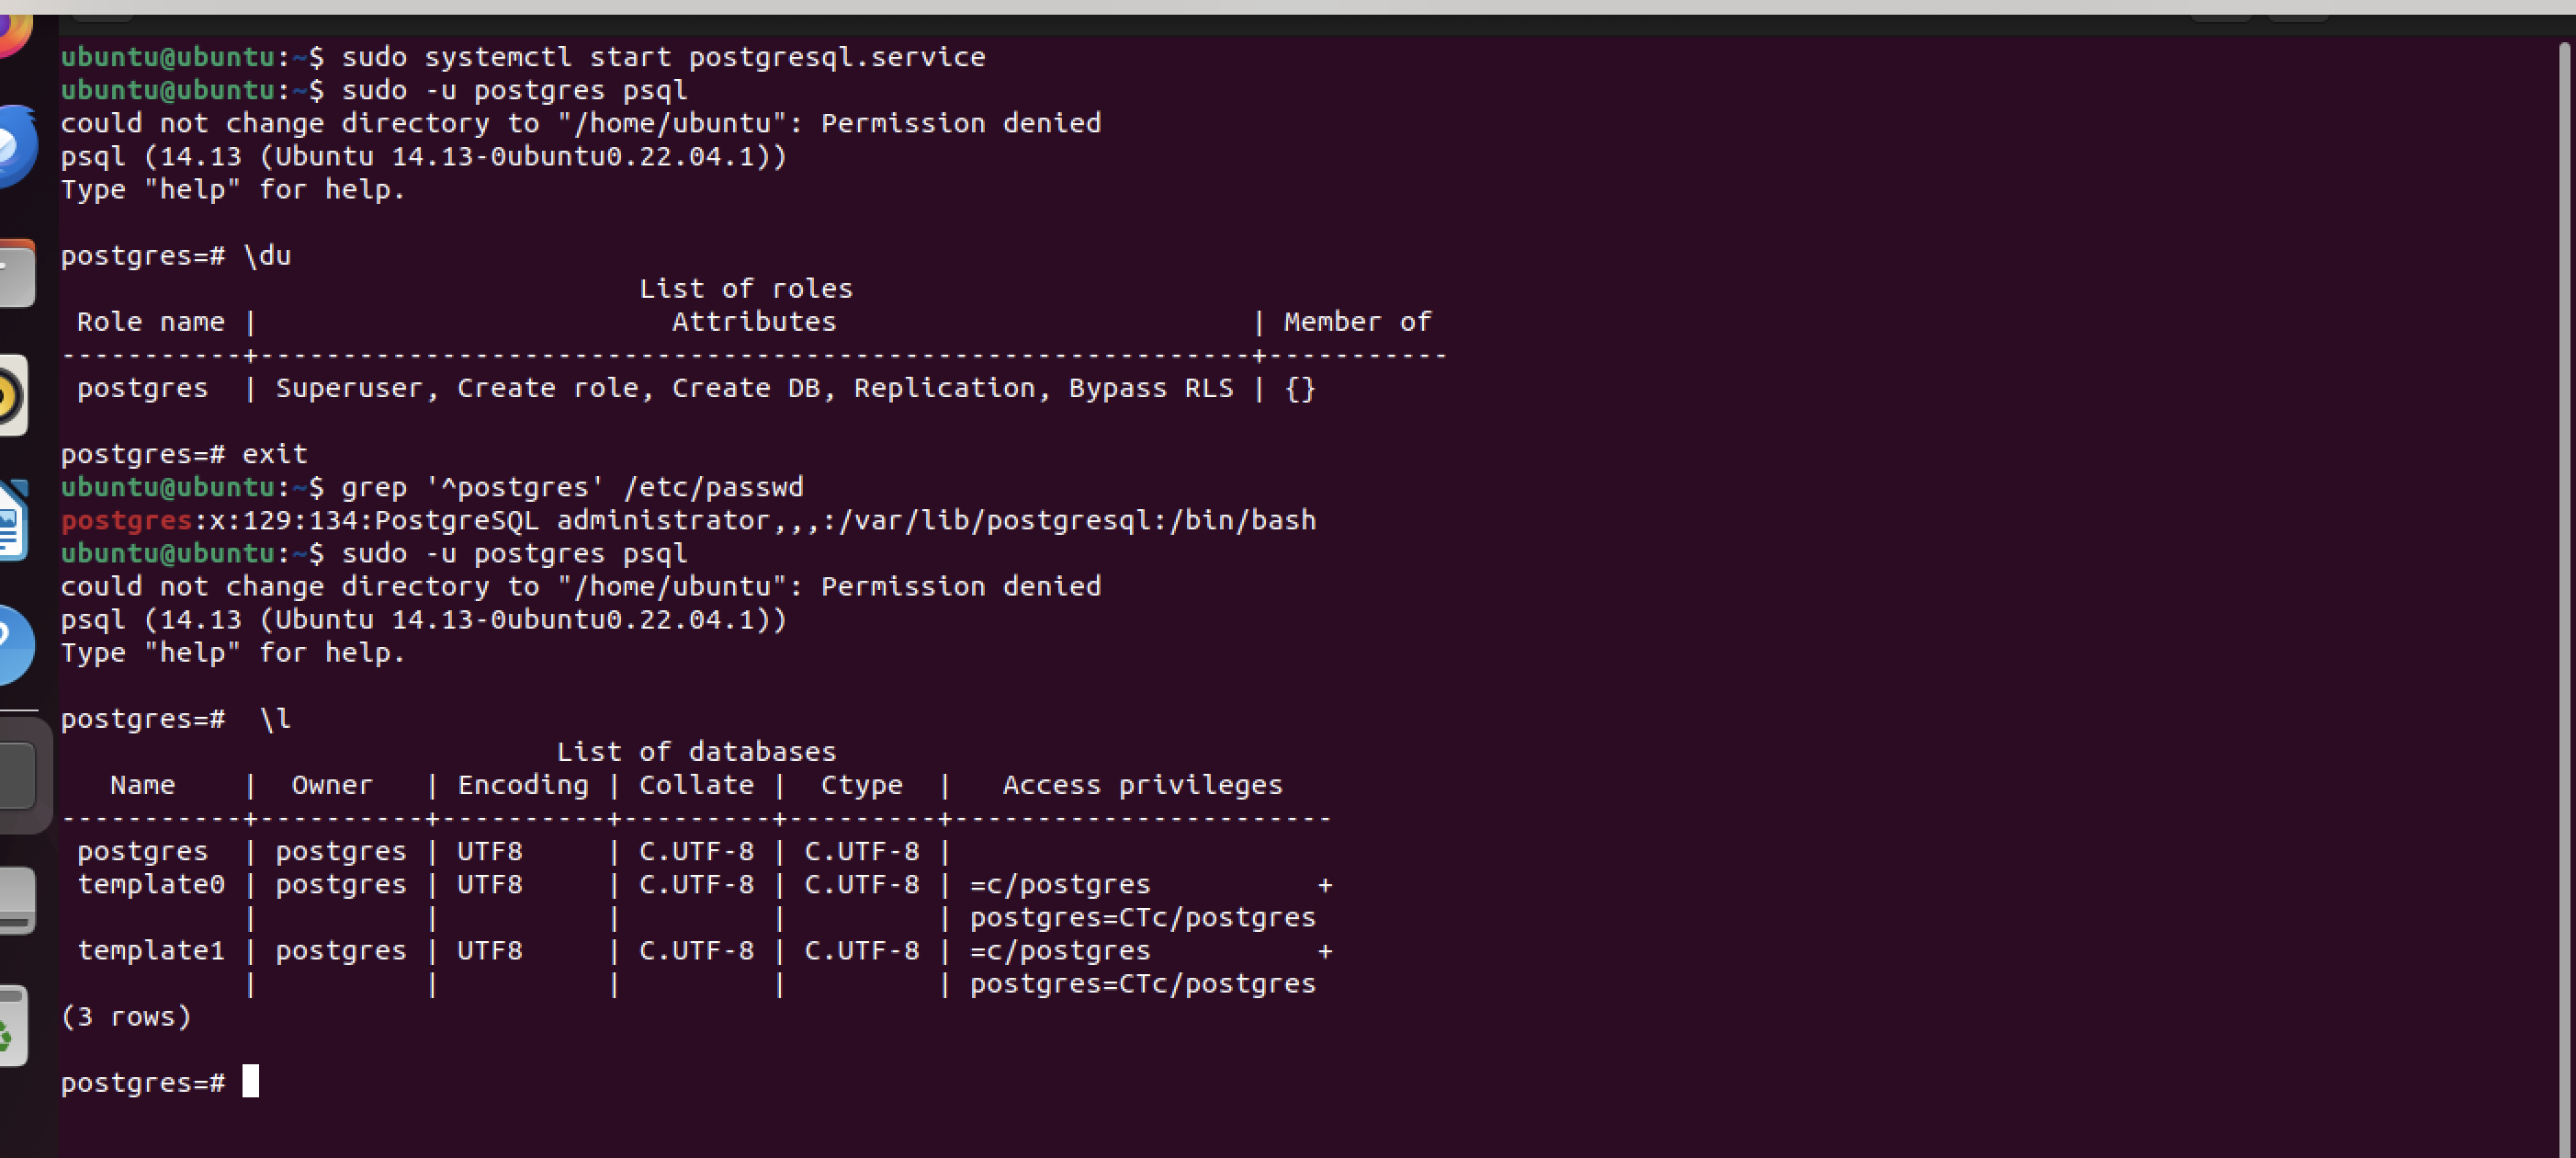 ubuntu@ubuntu:~$ sudo systemctl start postgresql.service
ubuntu@ubuntu:~$ sudo -u postgres psql
could not change directory to "/home/ubuntu": Permission denied
psql (14.13 (Ubuntu 14.13-0ubuntu0.22.04.1))
Type "help" for help.

postgres=# \du
                                   List of roles
 Role name |                         Attributes                         | Member of
-----------+------------------------------------------------------------+-----------
 postgres  | Superuser, Create role, Create DB, Replication, Bypass RLS | {}

postgres=# exit
ubuntu@ubuntu:~$ grep '^postgres' /etc/passwd
postgres:x:129:134:PostgreSQL administrator,,,:/var/lib/postgresql:/bin/bash
ubuntu@ubuntu:~$ sudo -u postgres psql
could not change directory to "/home/ubuntu": Permission denied
psql (14.13 (Ubuntu 14.13-0ubuntu0.22.04.1))
Type "help" for help.

postgres=#  \l
                              List of databases
   Name    |  Owner   | Encoding | Collate |  Ctype  |   Access privileges
-----------+----------+----------+---------+---------+-----------------------
 postgres  | postgres | UTF8     | C.UTF-8 | C.UTF-8 |
 template0 | postgres | UTF8     | C.UTF-8 | C.UTF-8 | =c/postgres          +
           |          |          |         |         | postgres=CTc/postgres
 template1 | postgres | UTF8     | C.UTF-8 | C.UTF-8 | =c/postgres          +
           |          |          |         |         | postgres=CTc/postgres
(3 rows)

postgres=#